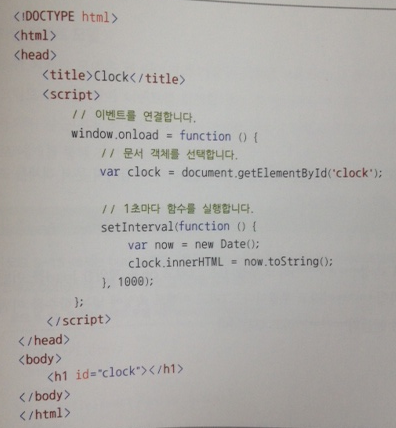 <!DOCTYPE html>
<html>
<head>
    <title>Clock</title>
    <script>
        // 이벤트를 연결합니다.
        window.onload = function () {
            // 문서 객체를 선택합니다.
            var clock = document.getElementById('clock');

            // 1초마다 함수를 실행합니다.
            setInterval(function () {
                var now = new Date();
                clock.innerHTML = now.toString();
            }, 1000);
        };
    </script>
</head>
<body>
    <h1 id="clock"></h1>
</body>
</html>